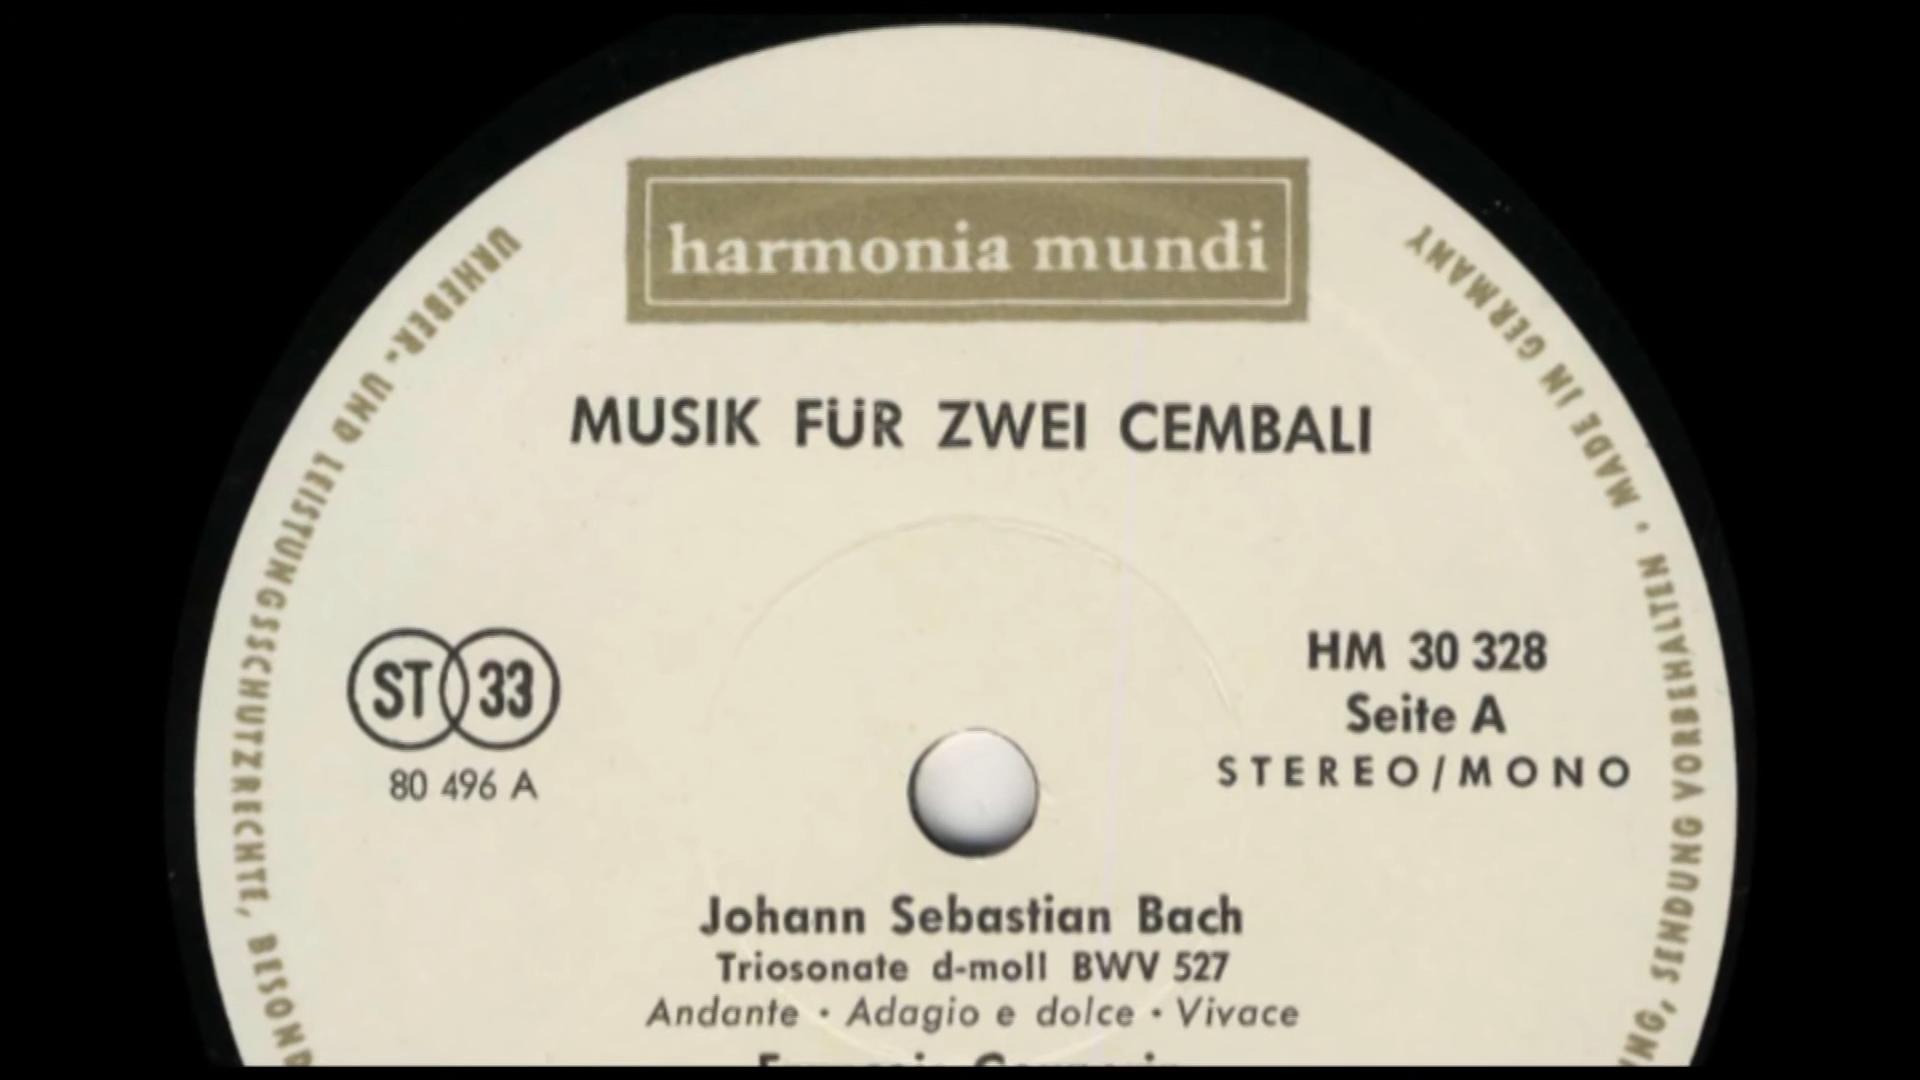 harmonia mundi
MUSIK FÜR ZWEI CEMBALI
ST 33
80 496 A
HM 30 328
Seite A
STEREO/MONO
Johann Sebastian Bach
Triosonate d-moll BWV 527
Andante • Adagio e dolce • Vivace
URHEBER- UND LEISTUNGSSCHUTZRECHTE,
SENDUNG VORBEHALTEN • MADE IN GERMANY